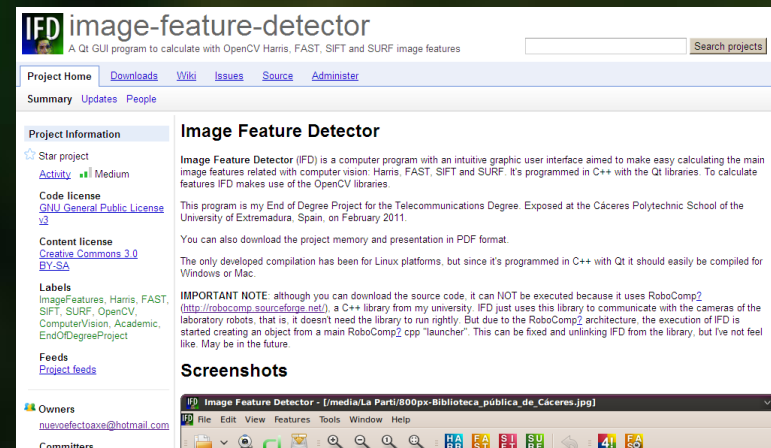 IFD image-feature-detector
A Qt GUI program to calculate with OpenCV Harris, FAST, SIFT and SURF image features
Search projects
Project Home Downloads Wiki Issues Source Administer
Summary Updates People
Project Information
Star project
Activity Medium
Code license
GNU General Public License
v3
Content license
Creative Commons 3.0
BY-SA
Labels
ImageFeatures, Harris, FAST,
SIFT, SURF, OpenCV,
ComputerVision, Academic,
EndOfDegreeProject
Feeds
Project feeds
Owners
nuevoefectoaxe@hotmail.com
Committers
Image Feature Detector
Image Feature Detector (IFD) is a computer program with an intuitive graphic user interface aimed to make easy calculating the main
image features related with computer vision: Harris, FAST, SIFT and SURF. It's programmed in C++ with the Qt libraries. To calculate
features IFD makes use of the OpenCV libraries.
This program is my End of Degree Project for the Telecommunications Degree. Exposed at the Cáceres Polytechnic School of the
University of Extremadura, Spain, on February 2011.
You can also download the project memory and presentation in PDF format.
The only developed compilation has been for Linux platforms, but since it's programmed in C++ with Qt it should easily be compiled for
Windows or Mac.
IMPORTANT NOTE: although you can download the source code, it can NOT be executed because it uses RoboComp?
(http://robocomp.sourceforge.net/), a C++ library from my university. IFD just uses this library to communicate with the cameras of the
laboratory robots, that is, it doesn't need the library to run rightly. But due to the RoboComp? architecture, the execution of IFD is
started creating an object from a main RoboComp? cpp "launcher". This can be fixed and unlinking IFD from the library, but I've not feel
like. May be in the future.
Screenshots
IFD Image Feature Detector - [/media/La Parti/800px-Biblioteca_pública_de_Cáceres.jpg]
IFD File Edit View Features Tools Window Help
HA FA SI SU 4! FA
RR ST FT RF SO